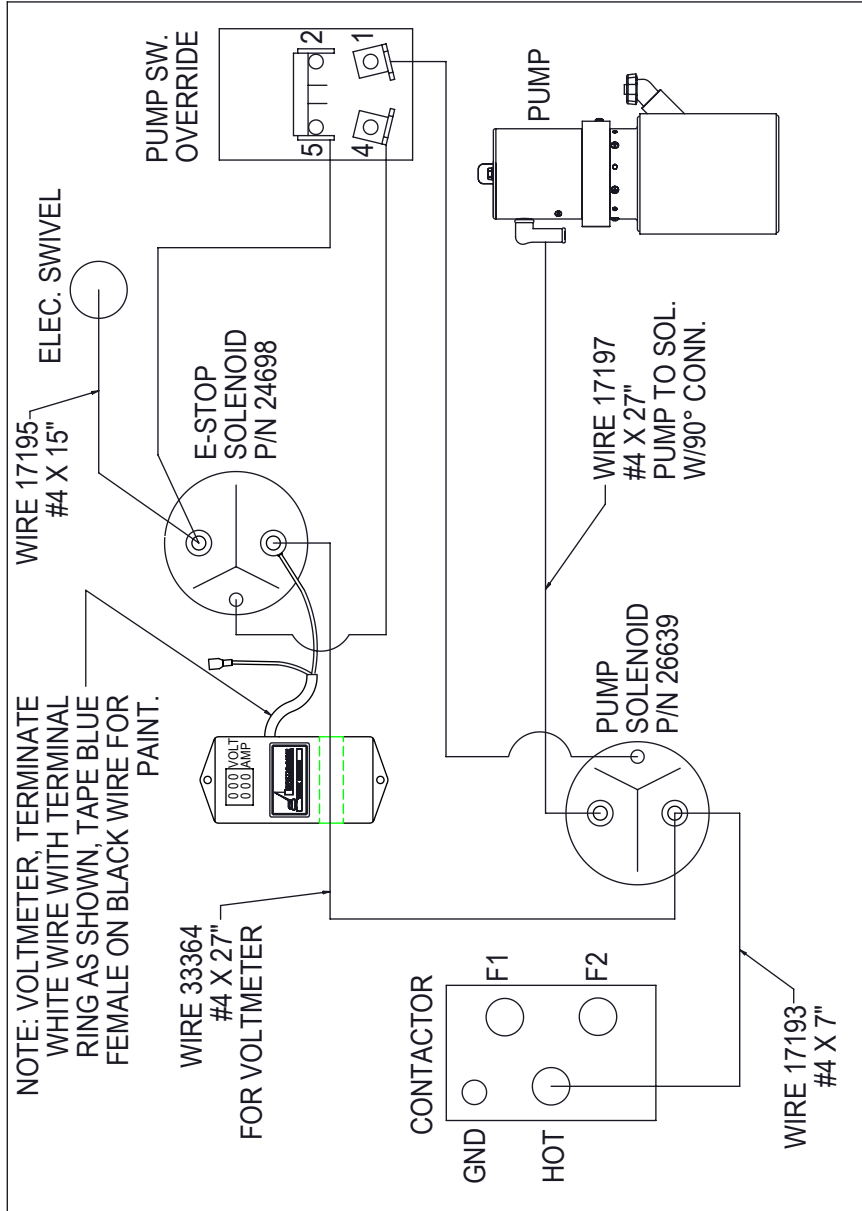 NOTE: VOLTMETER, TERMINATE
WHITE WIRE WITH TERMINAL
RING AS SHOWN, TAPE BLUE
FEMALE ON BLACK WIRE FOR
PAINT.
WIRE 17195
#4 X 15"
ELEC. SWIVEL
PUMP SW.
OVERRIDE
5
2
4
1
E-STOP
SOLENOID
P/N 24698
000 VOLT
000 AMP
WIRE 33364
#4 X 27"
FOR VOLTMETER
PUMP
CONTACTOR
GND
HOT
F1
F2
PUMP
SOLENOID
P/N 26639
WIRE 17197
#4 X 27"
PUMP TO SOL.
W/90° CONN.
WIRE 17193
#4 X 7"